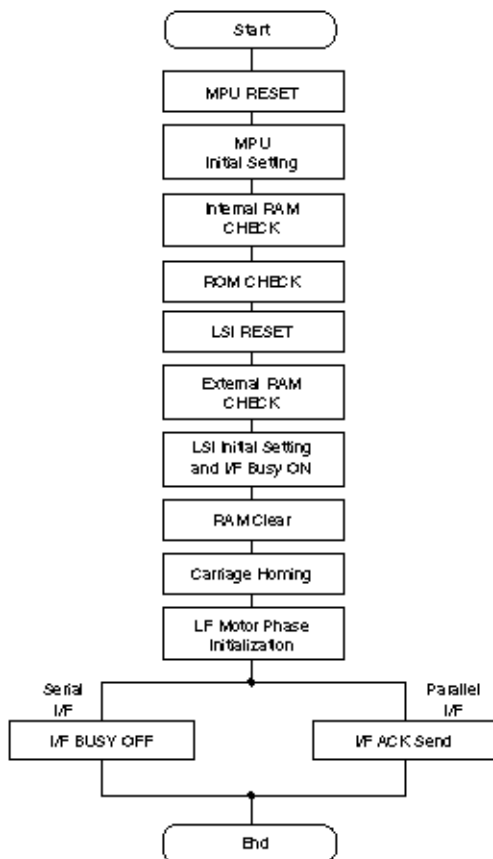 Start
MPU RESET
MPU
Initial Setting
Internal RAM
CHECK
ROM CHECK
LSI RESET
External RAM
CHECK
LSI Initial Setting
and I/F Busy ON
RAM Clear
Carriage Homing
LF Motor Phase
Initialization
Serial
I/F
Parallel
I/F
I/F BUSY OFF
I/F ACK Send
End